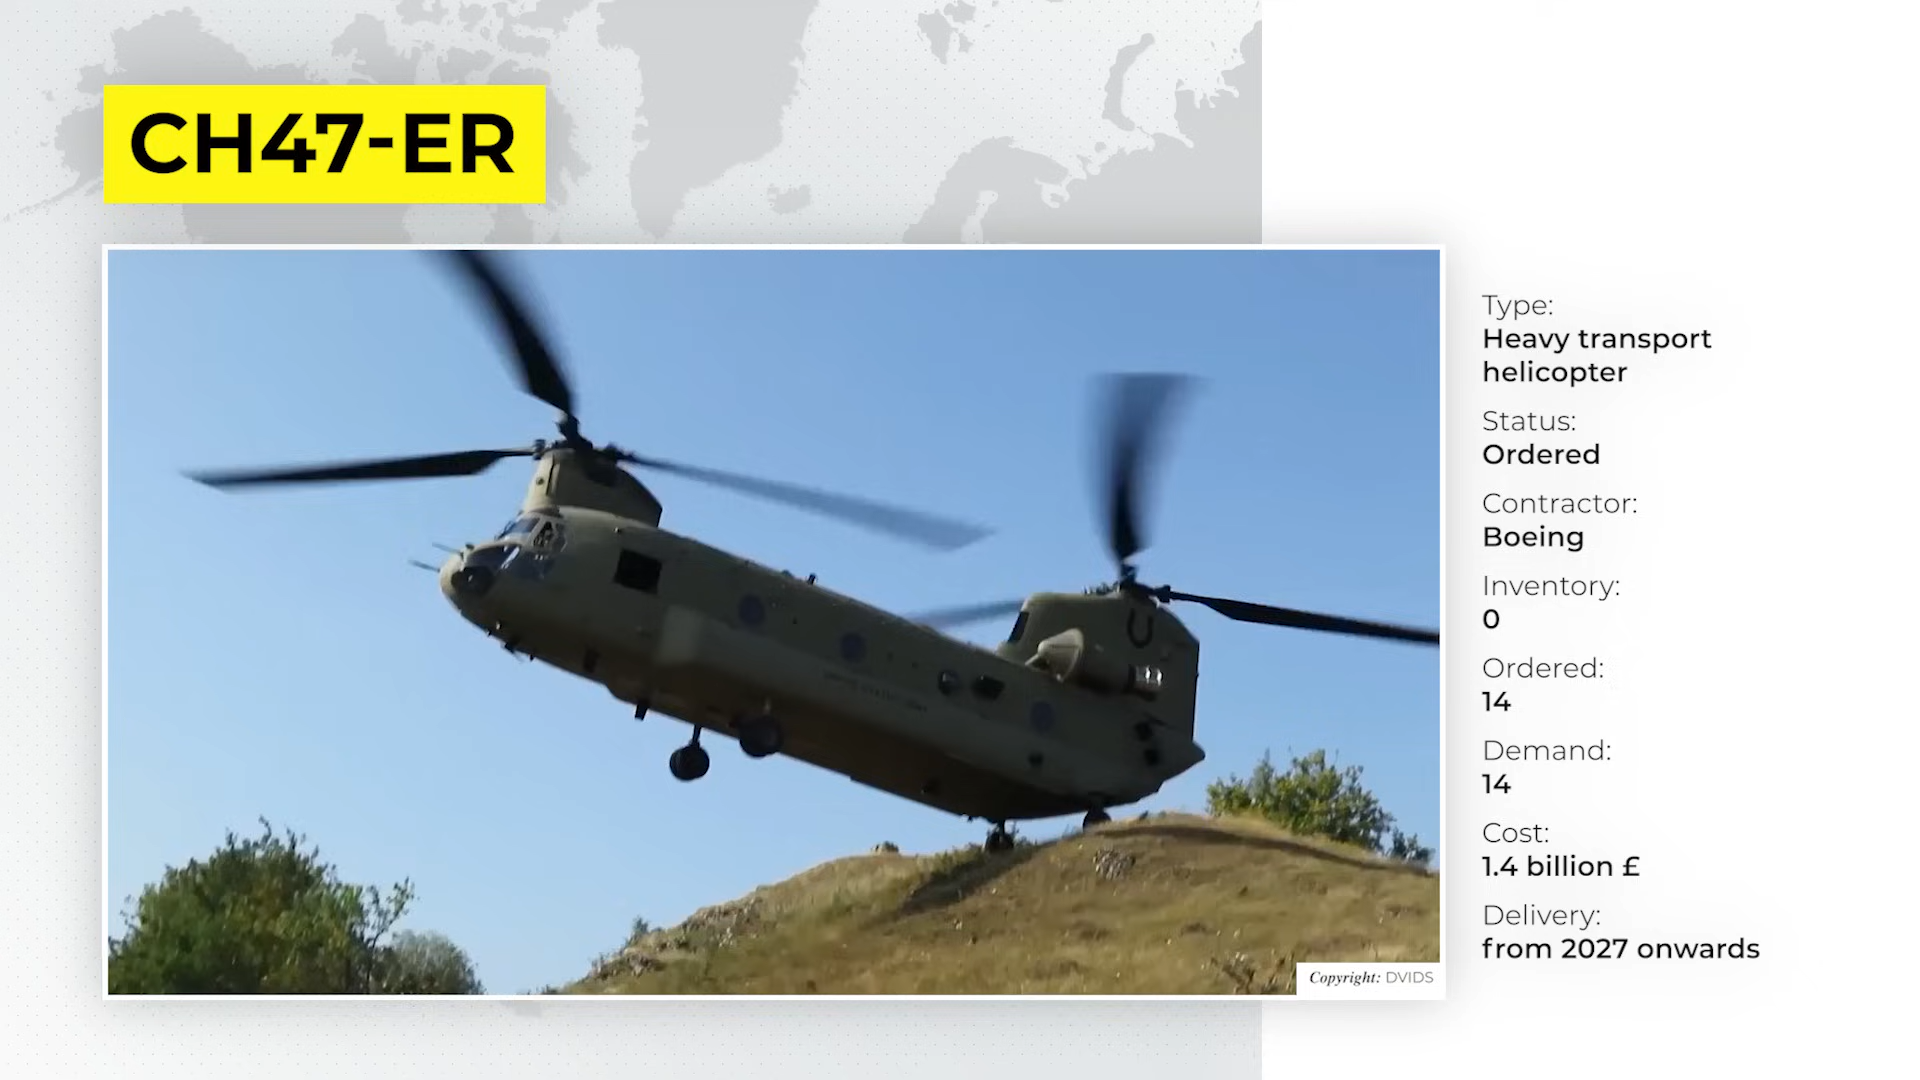 CH47-ER
Type:
Heavy transport
helicopter
Status:
Ordered
Contractor:
Boeing
Inventory:
0
Ordered:
14
Demand:
14
Cost:
1.4 billion £
Delivery:
from 2027 onwards
Copyright: DVIDS